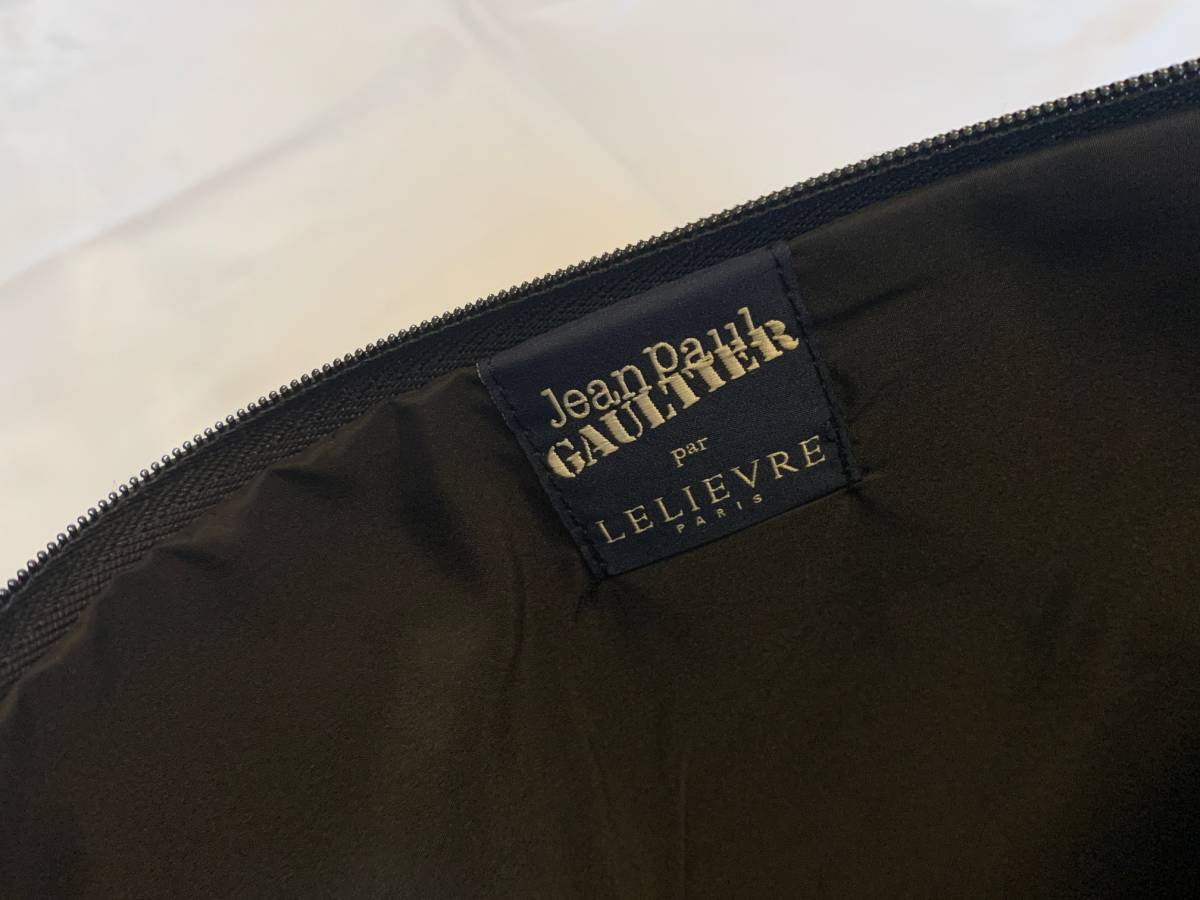 Jean Paul
GAULTIER
par
LELIEVRE
PARIS